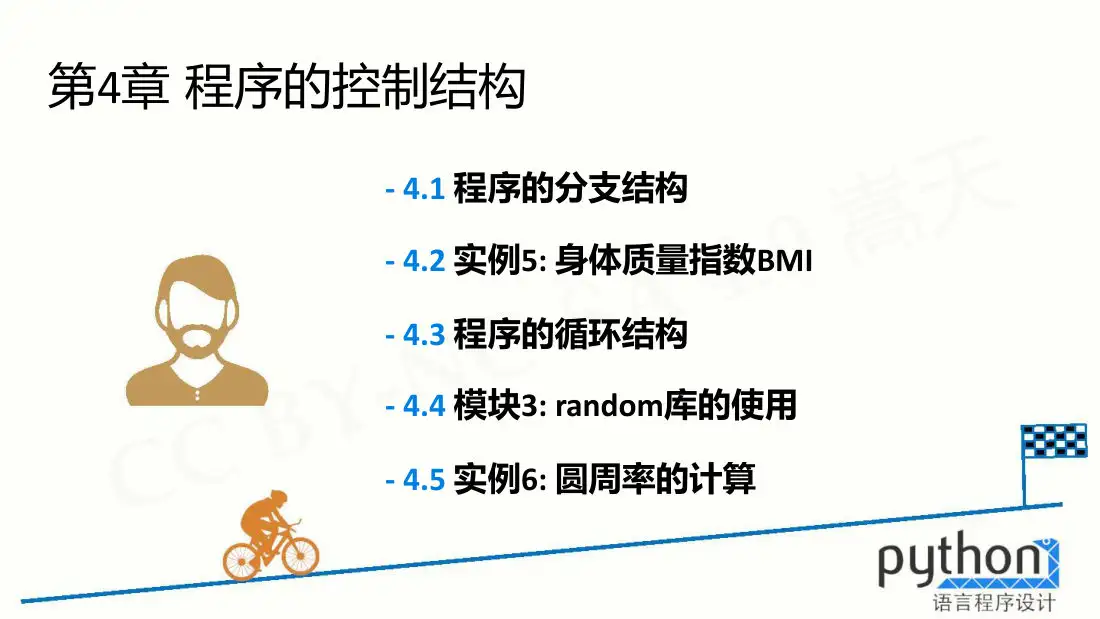 第4章 程序的控制结构
- 4.1 程序的分支结构
- 4.2 实例5: 身体质量指数BMI
- 4.3 程序的循环结构
- 4.4 模块3: random库的使用
- 4.5 实例6: 圆周率的计算
python
语言程序设计
嵩天